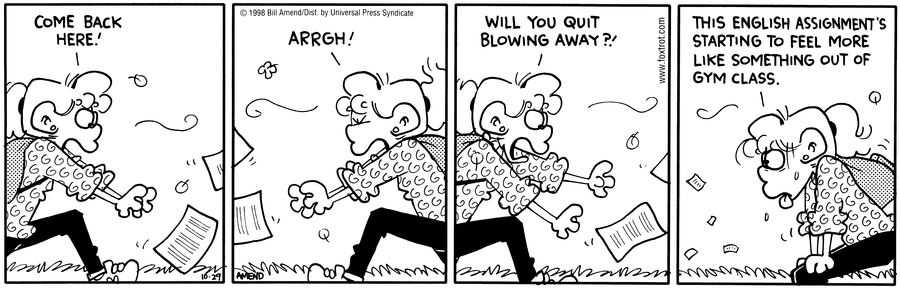 COME BACK
HERE!
10-29
© 1998 Bill Amend/Dist. by Universal Press Syndicate
ARRGH!
AMEND
WILL YOU QUIT
BLOWING AWAY?!
www.foxtrot.com
THIS ENGLISH ASSIGNMENT'S
STARTING TO FEEL MORE
LIKE SOMETHING OUT OF
GYM CLASS.